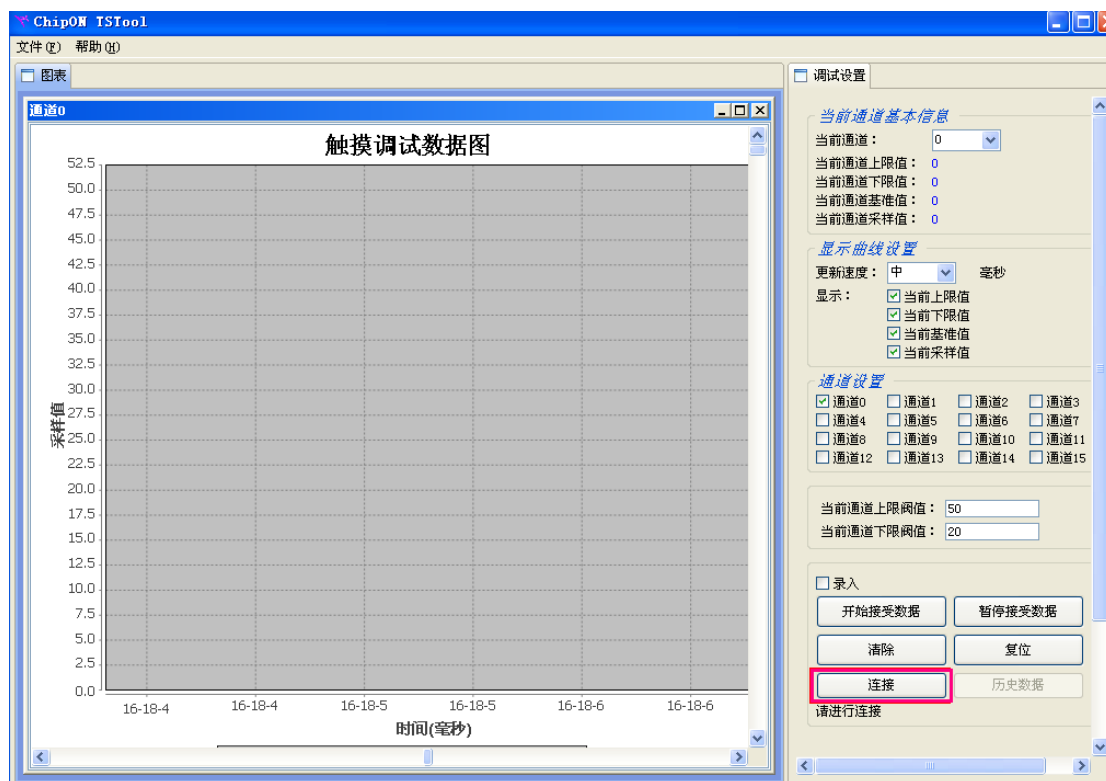 ChipON TSTool
文件(F) 帮助(H)
图表
通道0
触摸调试数据图
52.5
50.0
47.5
45.0
42.5
40.0
37.5
35.0
32.5
30.0
27.5
25.0
22.5
20.0
17.5
15.0
12.5
10.0
7.5
5.0
2.5
0.0
采样值
16-18-4 16-18-4 16-18-5 16-18-5 16-18-6 16-18-6
时间(毫秒)
调试设置
当前通道基本信息
当前通道： 0
当前通道上限值： 0
当前通道下限值： 0
当前通道基准值： 0
当前通道采样值： 0
显示曲线设置
更新速度： 中 毫秒
显示： 当前上限值
当前下限值
当前基准值
当前采样值
通道设置
通道0 通道1 通道2 通道3
通道4 通道5 通道6 通道7
通道8 通道9 通道10 通道11
通道12 通道13 通道14 通道15
当前通道上限阀值： 50
当前通道下限阀值： 20
录入
开始接受数据 暂停接受数据
清除 复位
连接 历史数据
请进行连接